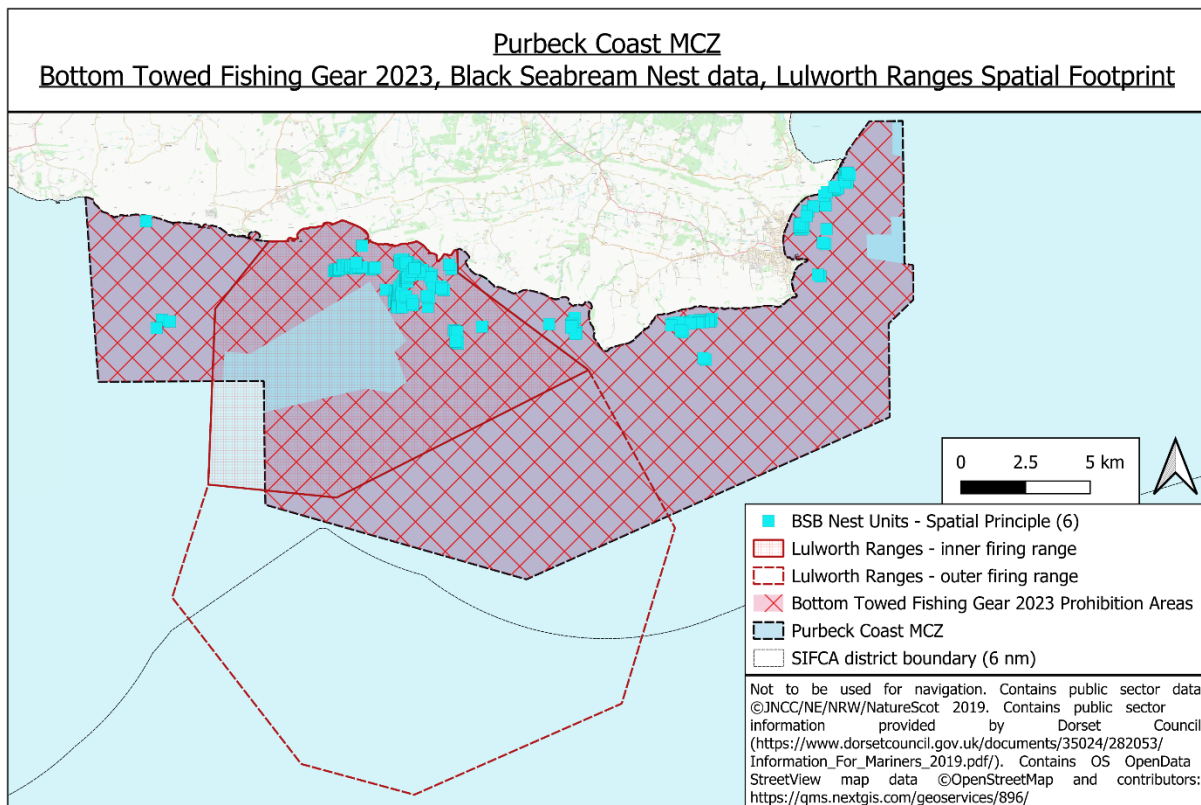 Purbeck Coast MCZ
Bottom Towed Fishing Gear 2023, Black Seabream Nest data, Lulworth Ranges Spatial Footprint
0 2.5 5 km
BSB Nest Units - Spatial Principle (6)
Lulworth Ranges - inner firing range
Lulworth Ranges - outer firing range
Bottom Towed Fishing Gear 2023 Prohibition Areas
Purbeck Coast MCZ
SIFCA district boundary (6 nm)
Not to be used for navigation. Contains public sector data
©JNCC/NE/NRW/NatureScot 2019. Contains public sector
information provided by Dorset Council
(https://www.dorsetcouncil.gov.uk/documents/35024/282053/
Information_For_Mariners_2019.pdf/). Contains OS OpenData
StreetView map data ©OpenStreetMap and contributors:
https://qms.nextgis.com/geoservices/896/